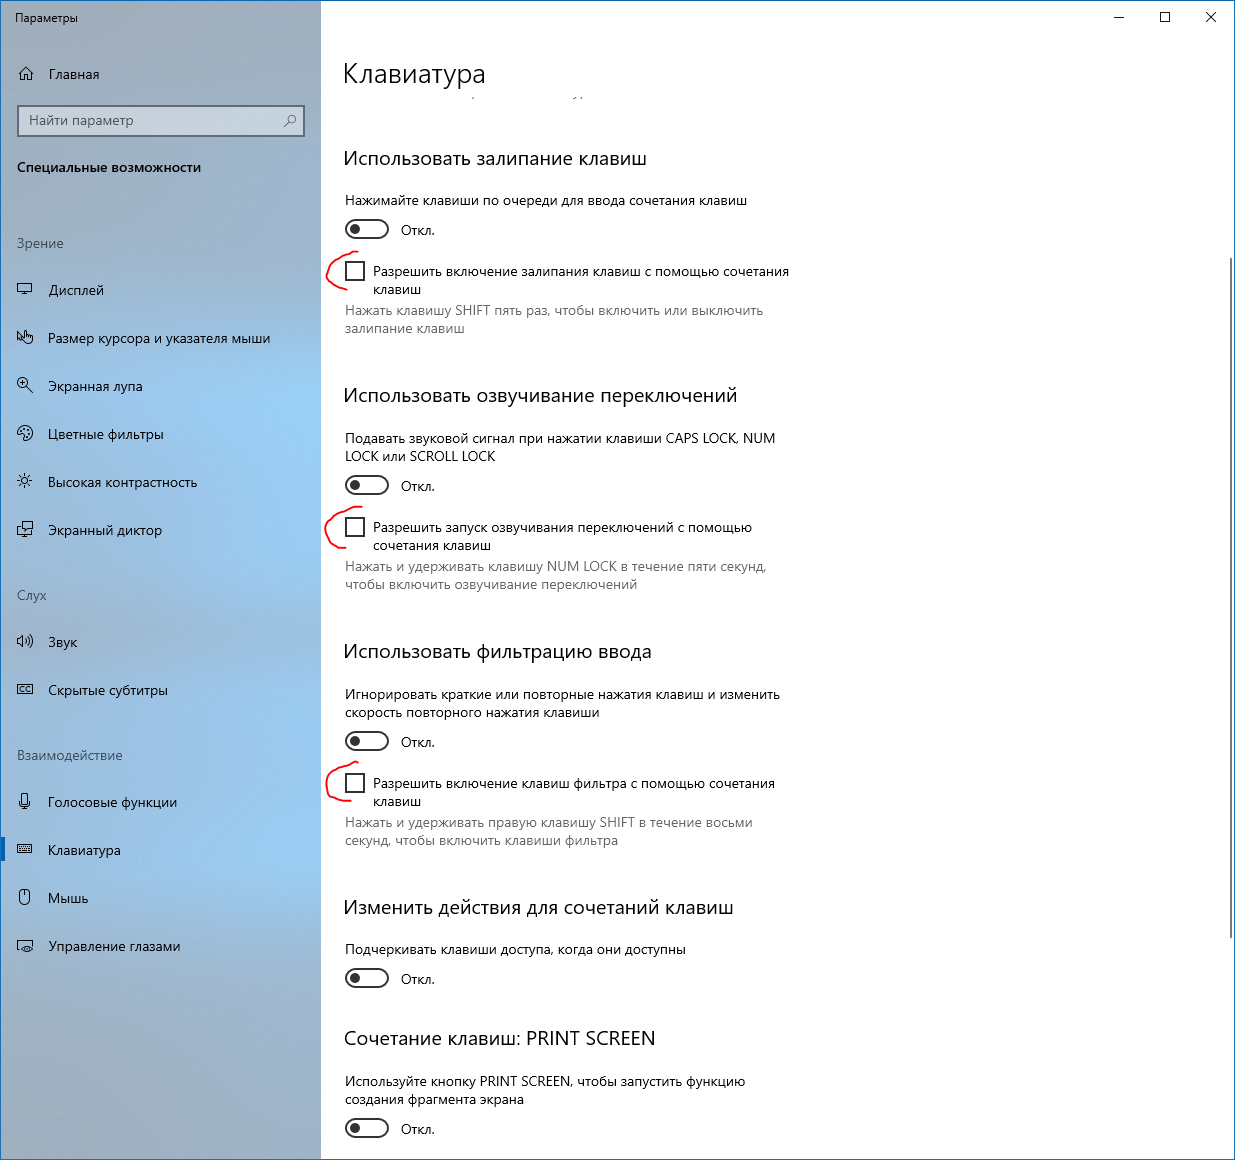 Параметры
Главная
Найти параметр
Специальные возможности
Зрение
Дисплей
Размер курсора и указателя мыши
Экранная лупа
Цветные фильтры
Высокая контрастность
Экранный диктор
Слух
Звук
Скрытые субтитры
Взаимодействие
Голосовые функции
Клавиатура
Мышь
Управление глазами
Клавиатура
Использовать залипание клавиш
Нажимайте клавиши по очереди для ввода сочетания клавиш
Откл.
Разрешить включение залипания клавиш с помощью сочетания
клавиш
Нажать клавишу SHIFT пять раз, чтобы включить или выключить
залипание клавиш
Использовать озвучивание переключений
Подавать звуковой сигнал при нажатии клавиши CAPS LOCK, NUM
LOCK или SCROLL LOCK
Откл.
Разрешить запуск озвучивания переключений с помощью
сочетания клавиш
Нажать и удерживать клавишу NUM LOCK в течение пяти секунд,
чтобы включить озвучивание переключений
Использовать фильтрацию ввода
Игнорировать краткие или повторные нажатия клавиш и изменить
скорость повторного нажатия клавиши
Откл.
Разрешить включение клавиш фильтра с помощью сочетания
клавиш
Нажать и удерживать правую клавишу SHIFT в течение восьми
секунд, чтобы включить клавиши фильтра
Изменить действия для сочетаний клавиш
Подчеркивать клавиши доступа, когда они доступны
Откл.
Сочетание клавиш: PRINT SCREEN
Используйте кнопку PRINT SCREEN, чтобы запустить функцию
создания фрагмента экрана
Откл.